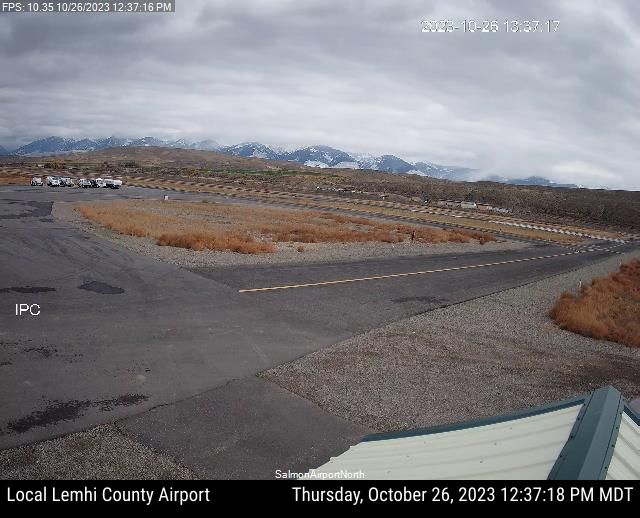 FPS: 10.35 10/26/2023 12:37:16 PM
2023-10-26 13:37:17
IPC
SalmonAirportNorth
Local Lemhi County Airport Thursday, October 26, 2023 12:37:18 PM MDT